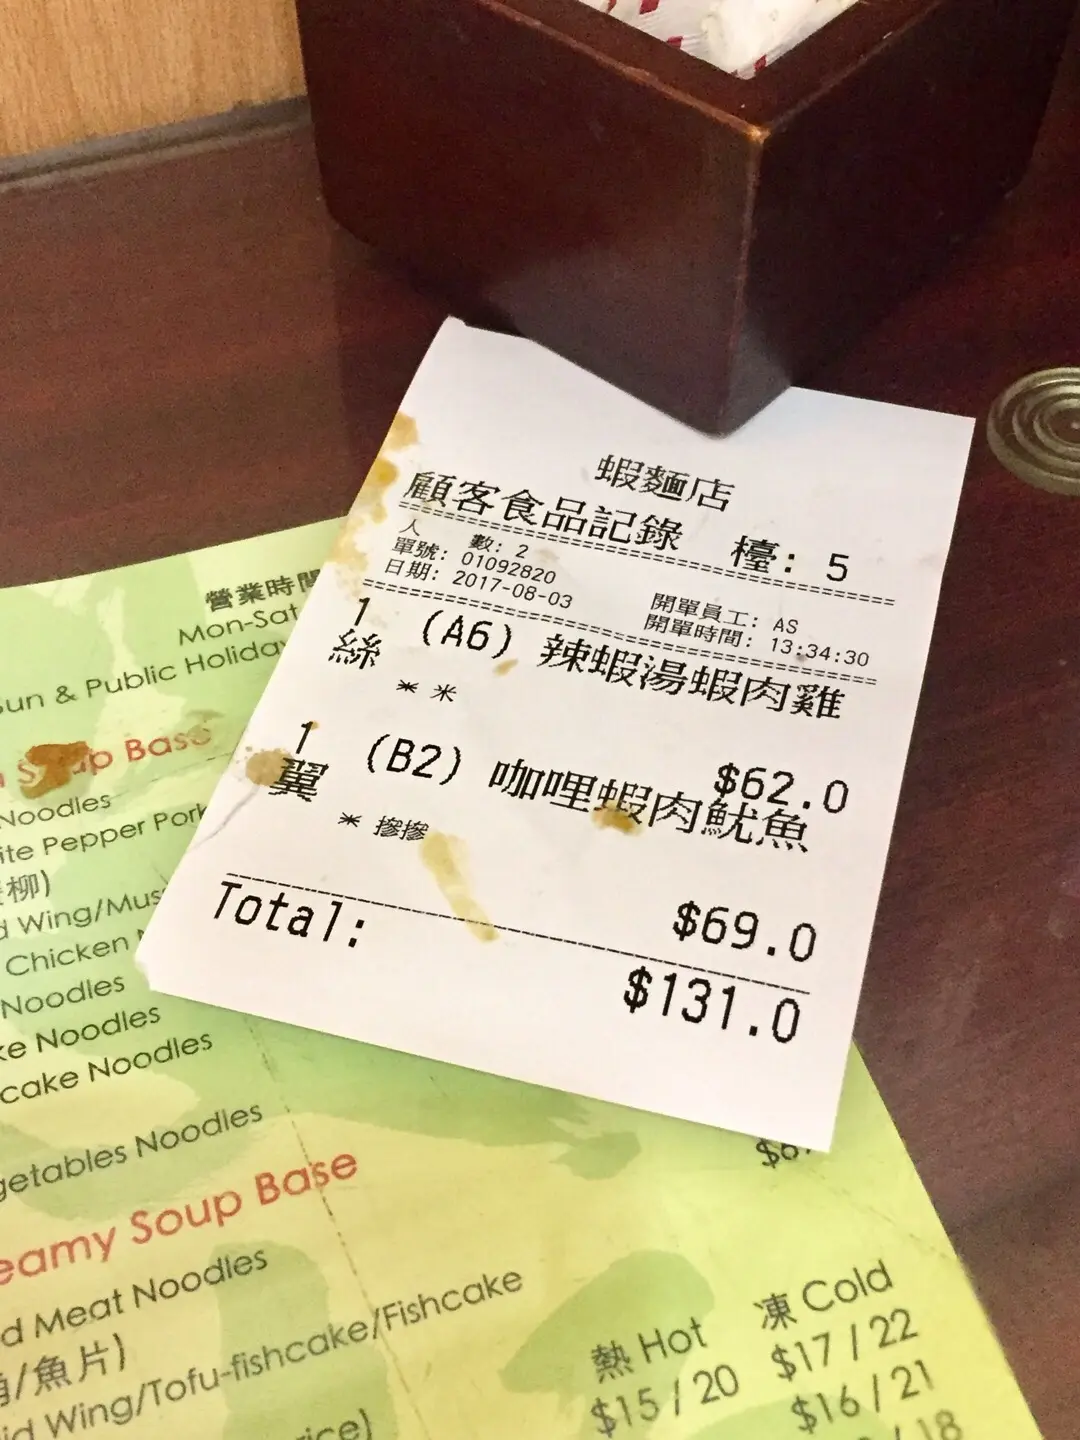 蝦麵店
顧客食品記錄 檯: 5
人 數: 2
單號: 01092820 開單員工: AS
日期: 2017-08-03 開單時間: 13:34:30
1 (A6) 辣蝦湯蝦肉雞
絲
* 米
$62.0
1 (B2) 咖哩蝦肉魷魚
翼
* 摻摻
$69.0
Total: $131.0
營業時間
Mon-Sat
Sun & Public Holiday
Soup Base
Noodles
Pepper Pork
柳)
Wing/Mus
Chicken
Noodles
Noodles
cake Noodles
Vegetables Noodles
Creamy Soup Base
Meat Noodles
/魚片)
Wing/Tofu-fishcake/Fishcake
熱 Hot 凍 Cold
$15 / 20 $17 / 22
$16 / 21
/ 18